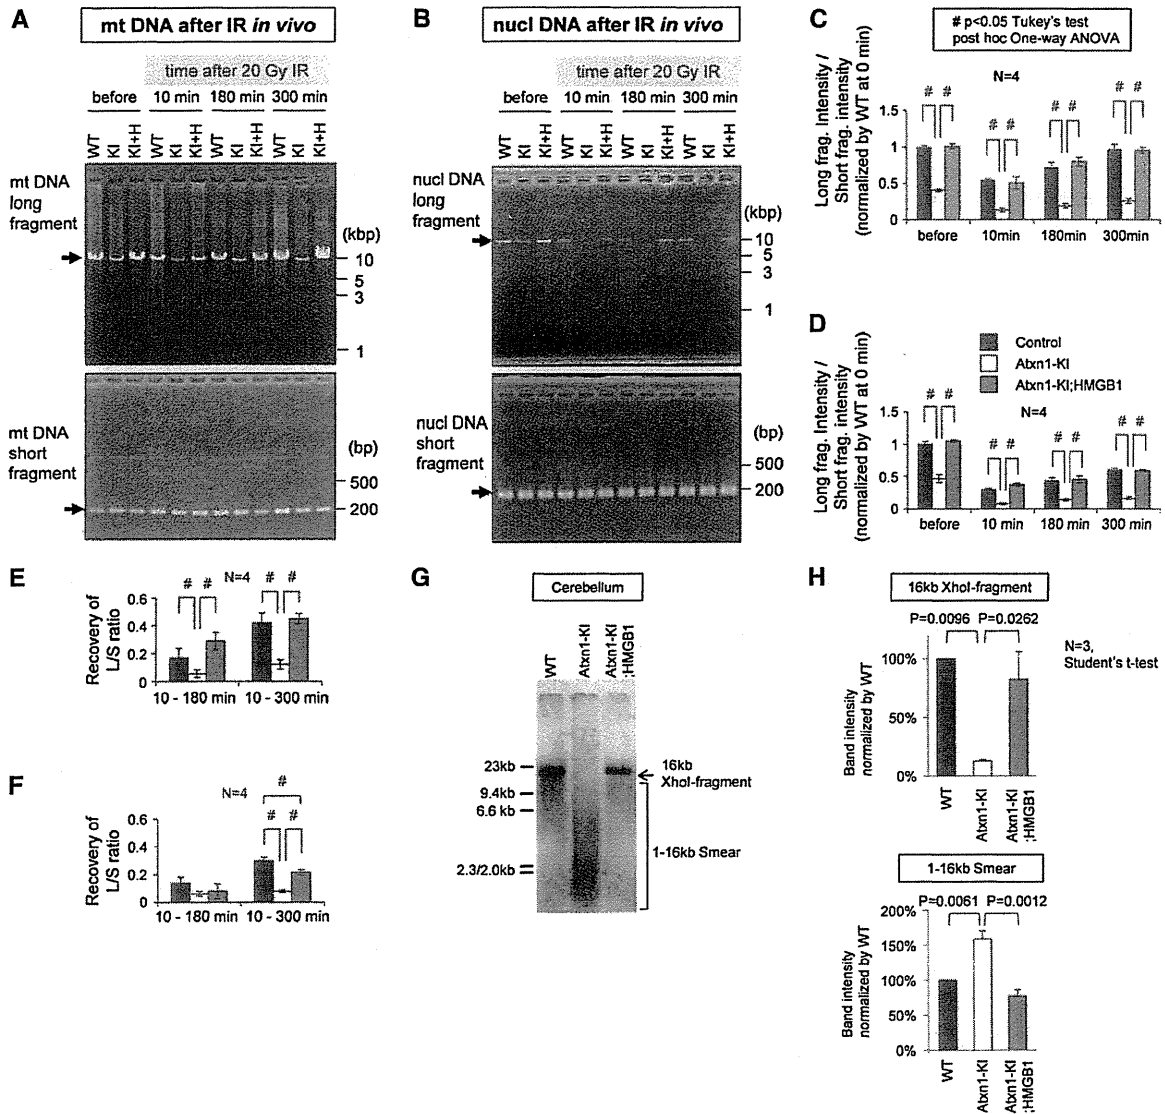 A
mt DNA after IR in vivo
time after 20 Gy IR
before 10 min 180 min 300 min
WT KI KI+H WT KI KI+H WT KI KI+H WT KI KI+H
mt DNA
long
fragment
(kbp)
10
5
3
1
mt DNA
short
fragment
(bp)
500
200
B
nucl DNA after IR in vivo
time after 20 Gy IR
before 10 min 180 min 300 min
WT KI KI+H WT KI KI+H WT KI KI+H WT KI KI+H
nucl DNA
long
fragment
(kbp)
10
5
3
1
nucl DNA
short
fragment
(bp)
500
200
C
# p<0.05 Tukey's test
post hoc One-way ANOVA
N=4
# # # # # # # #
Long frag. Intensity /
Short frag. intensity
(normalized by WT at 0 min)
1.5
1
0.5
0
before 10min 180min 300min
D
Control
Atxn1-KI
Atxn1-KI;HMGB1
N=4
# # # # # # # #
Long frag. Intensity /
Short frag. intensity
(normalized by WT at 0 min)
1.5
1
0.5
0
before 10 min 180 min 300 min
E
N=4
# # # #
Recovery of
L/S ratio
0.6
0.4
0.2
0
10 - 180 min 10 - 300 min
F
N=4
#
# #
Recovery of
L/S ratio
0.6
0.4
0.2
0
10 - 180 min 10 - 300 min
G
Cerebellum
WT
Atxn1-KI
Atxn1-KI
;HMGB1
23kb
9.4kb
6.6 kb
2.3/2.0kb
16kb
XhoI-fragment
1-16kb Smear
H
16kb XhoI-fragment
P=0.0096 P=0.0262
N=3,
Student's t-test
Band intensity
normalized by WT
100%
50%
0%
WT
Atxn1-KI
Atxn1-KI
;HMGB1
1-16kb Smear
P=0.0061 P=0.0012
Band intensity
normalized by WT
200%
150%
100%
50%
0%
WT
Atxn1-KI
Atxn1-KI
;HMGB1